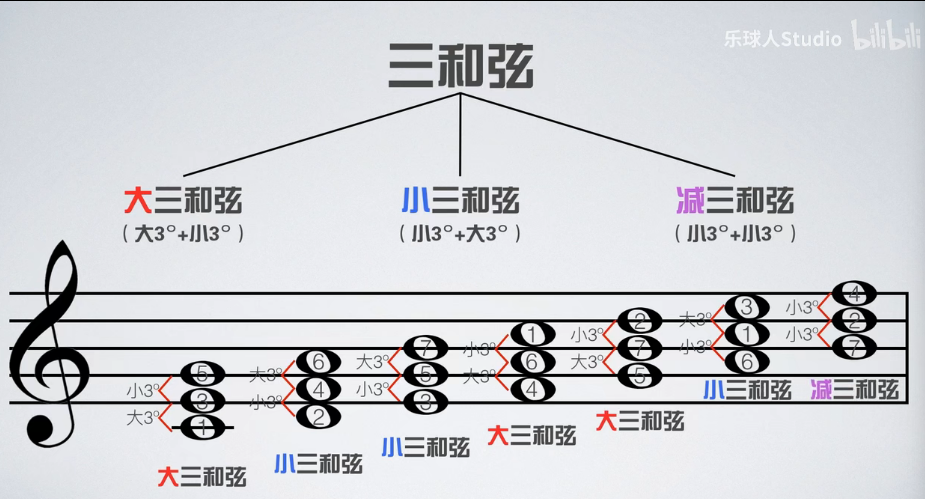 乐球人Studio bilibili
三和弦
大三和弦 小三和弦 减三和弦
(大3°+小3°) (小3°+大3°) (小3°+小3°)
小3° 大3° 5 3 1 大三和弦
大3° 小3° 6 4 2 小三和弦
大3° 小3° 7 5 3 小三和弦
小3° 大3° 1 6 4 大三和弦
小3° 大3° 2 7 5 大三和弦
大3° 小3° 3 1 6 小三和弦
小3° 小3° 4 2 7 减三和弦